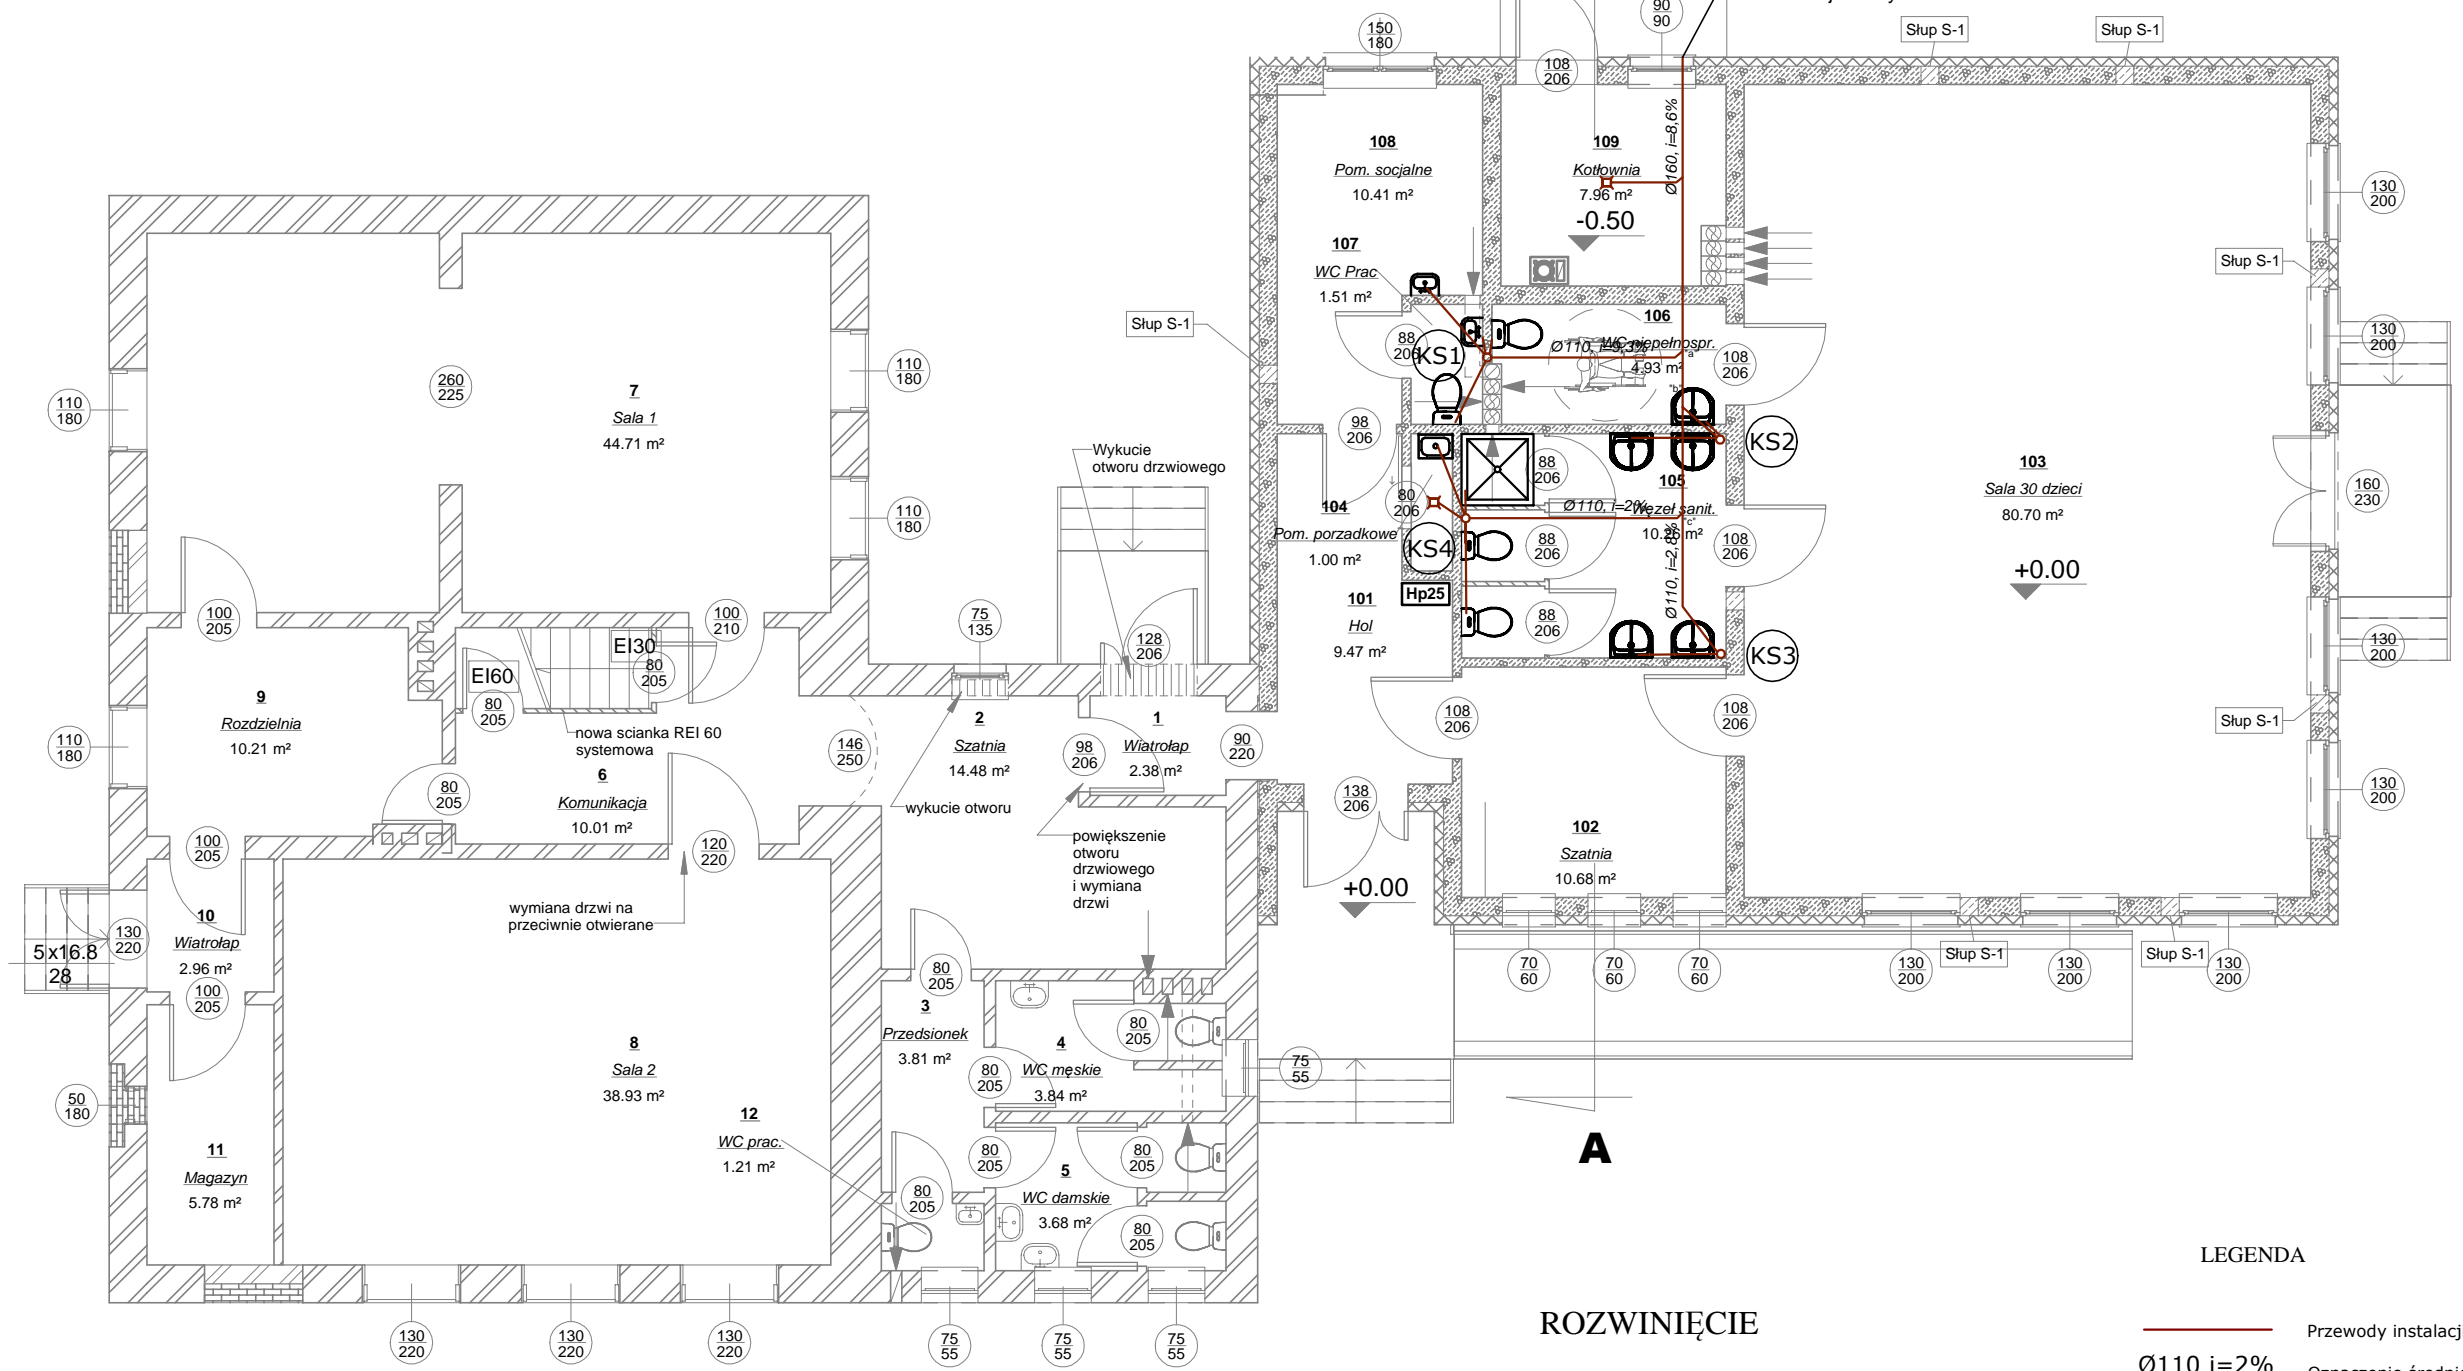 90
90
Słup S-1
Słup S-1
150
180
108
206
Ø160, i=8,6%
108
Pom. socjalne
10.41 m²
109
Kotłownia
7.96 m²
-0.50
130
200
107
WC Prac
1.51 m²
Słup S-1
Słup S-1
106
WC niepełnospr.
4.93 m²
Ø110, i=9,3%
"a"
"b"
88
206
KS1
108
206
130
200
110
180
260
225
7
Sala 1
44.71 m²
110
180
98
206
KS2
Wykucie
otworu drzwiowego
88
206
105
Węzeł sanit.
10.26 m²
Ø110, i=2%
"c"
Ø110, i=2,8%
103
Sala 30 dzieci
80.70 m²
160
230
110
180
80
206
104
Pom. porzadkowe
1.00 m²
KS4
88
206
108
206
+0.00
Hp25
101
Hol
9.47 m²
88
206
KS3
100
205
100
210
75
135
128
206
130
200
EI30
80
205
EI60
80
205
9
Rozdzielnia
10.21 m²
nowa scianka REI 60
systemowa
110
180
146
250
2
Szatnia
14.48 m²
98
206
1
Wiatrołap
2.38 m²
90
220
108
206
108
206
Słup S-1
6
Komunikacja
10.01 m²
80
205
wykucie otworu
138
206
130
200
100
205
120
220
powiększenie
otworu
drzwiowego
i wymiana
drzwi
102
Szatnia
10.68 m²
+0.00
wymiana drzwi na
przeciwnie otwierane
10
Wiatrołap
2.96 m²
130
220
5x16.8
28
100
205
80
205
70
60
70
60
70
60
130
200
Słup S-1
130
200
Słup S-1
130
200
3
Przedsionek
3.81 m²
80
205
4
WC męskie
3.84 m²
80
205
75
55
8
Sala 2
38.93 m²
50
180
12
WC prac.
1.21 m²
11
Magazyn
5.78 m²
80
205
80
205
5
WC damskie
3.68 m²
80
205
80
205
A
130
220
130
220
130
220
75
55
75
55
75
55
ROZWINIĘCIE
LEGENDA
Przewody instalacj
Ø110 i=2%